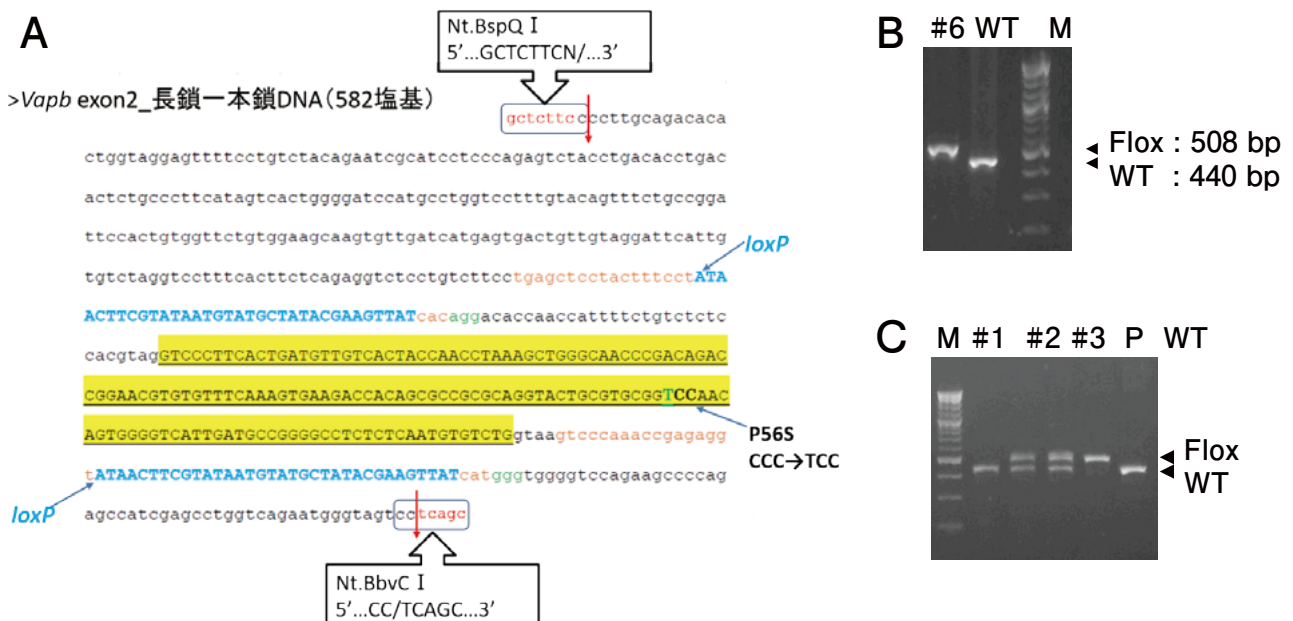 A
Nt.BspQ I
5’…GCTCTTCN/…3’
>Vapb exon2_長鎖一本鎖DNA(582塩基)
gctcttcccccttgcagacaca
ctggtaggagttttcctgtctacagaatcgcatcctcccagagtctacctgacacctgac
actctgcccttcatagtcactggggatccatgcctggtcctttgtacagtttctgccgga
ttccactgtggttctgtggaagcaagtgttgatcatgagtgactgttgtaggattcattg
loxP
tgtctaggtcctttcacttctcagaggtctcctgtcttcctgagctcctactttcctATA
ACTTCGTATAATGTATGCTATACGAAGTTATcacaggacaccaaccattttctgtctctc
cacgtagGTCCCTTCACTGATGTTGTCACTACCAACCTAAAGCTGGGCAACCCGACAGAC
CGGAACGTGTGTTTCAAAGTGAAGACCACAGCGCCGCGCAGGTACTGCGTGCGGTCCAAC
AGTGGGGTCATTGATGCCGGGGCCTCTCTCAATGTGTCTGgtaagtcccaaaccgagagg
P56S
CCC→TCC
tATAACTTCGTATAATGTATGCTATACGAAGTTATcatggggtggggtccagaagccccag
loxP
agccatcgagcctggtcagaatgggtagtcctcagc
Nt.BbvC I
5’…CC/TCAGC…3’
B
#6 WT M
Flox : 508 bp
WT : 440 bp
C
M #1 #2 #3 P WT
Flox
WT